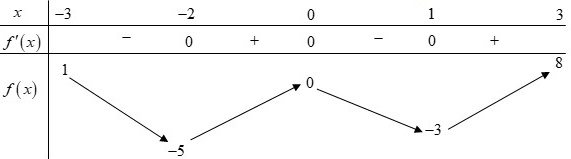 x −3 −2 0 1 3
f′(x) − 0 + 0 − 0 + 
8
1
f(x) 0
−3
−5